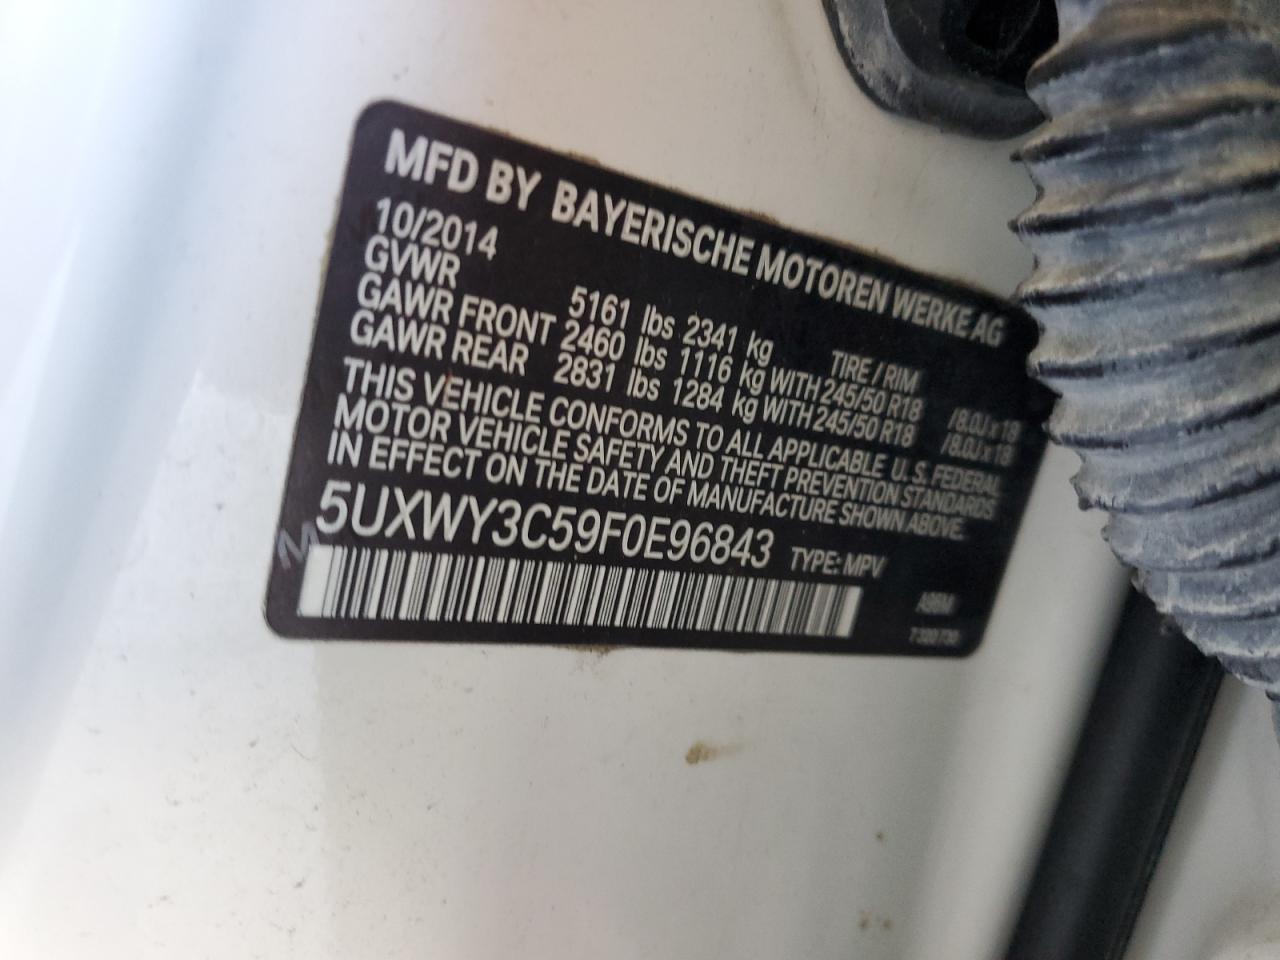 MFD BY BAYERISCHE MOTOREN WERKE AG
10/2014
GVWR 5161 lbs 2341 kg TIRE / RIM
GAWR FRONT 2460 lbs 1116 kg WITH 245/50 R18 /8.0J x 18
GAWR REAR 2831 lbs 1284 kg WITH 245/50 R18 /8.0J x 18
THIS VEHICLE CONFORMS TO ALL APPLICABLE U.S. FEDERAL
MOTOR VEHICLE SAFETY AND THEFT PREVENTION STANDARDS
IN EFFECT ON THE DATE OF MANUFACTURE SHOWN ABOVE.
5UXWY3C59F0E96843 TYPE: MPV